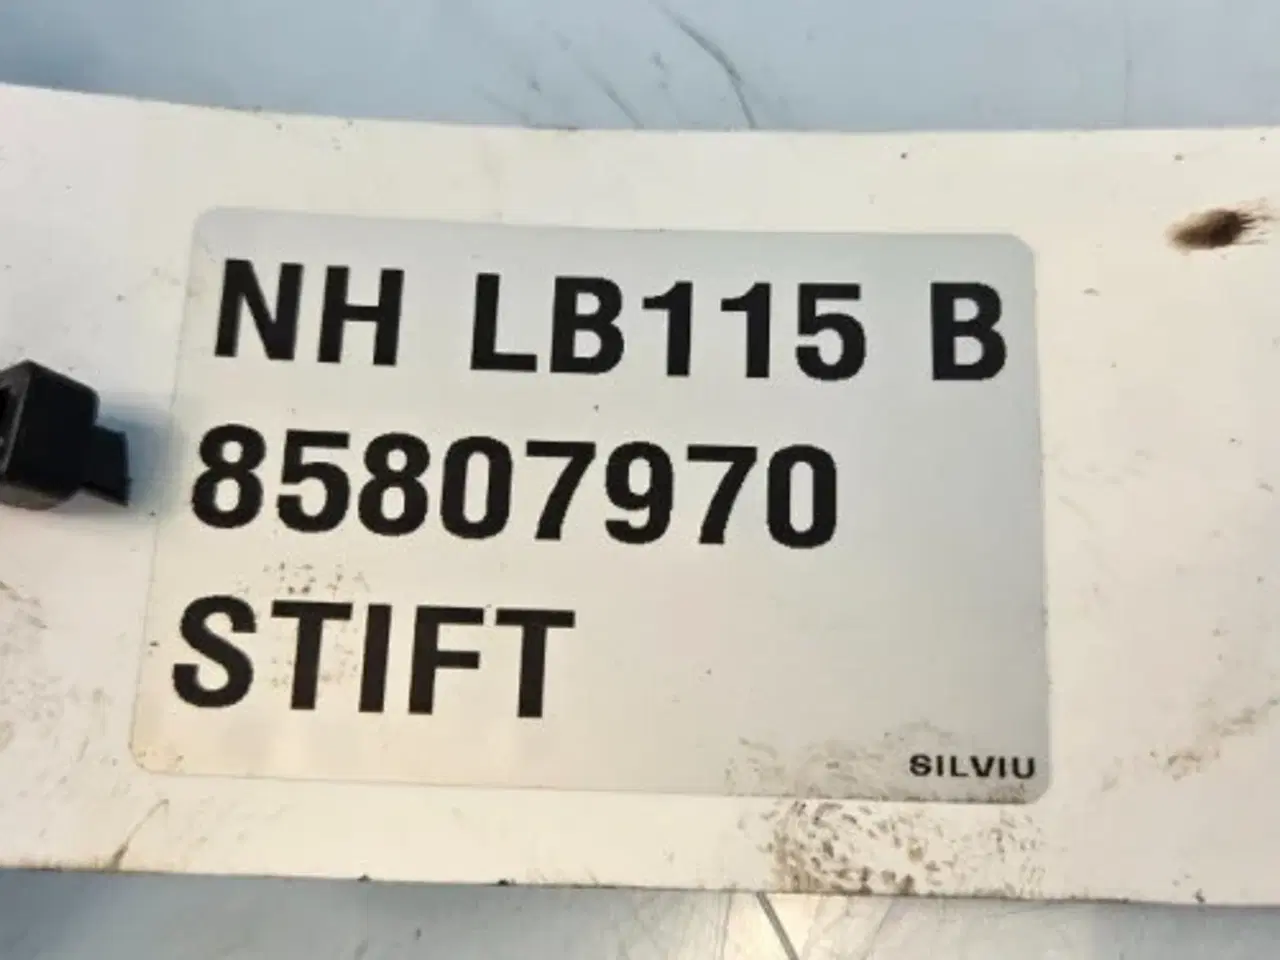 NH LB115 B
85807970
STIFT
SILVIU